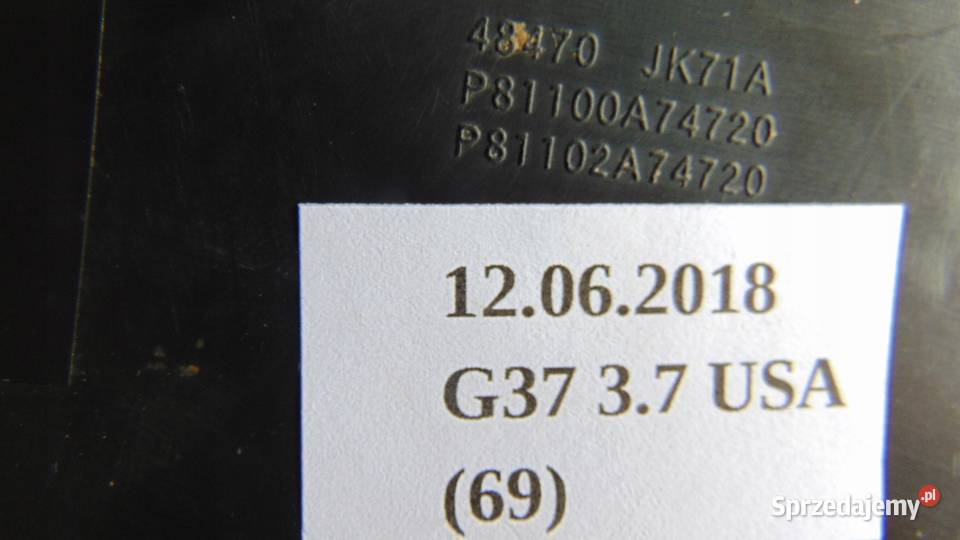 48470 JK71A
P81100A74720
P81102A74720
12.06.2018
G37 3.7 USA
(69)
Sprzedajemy.pl